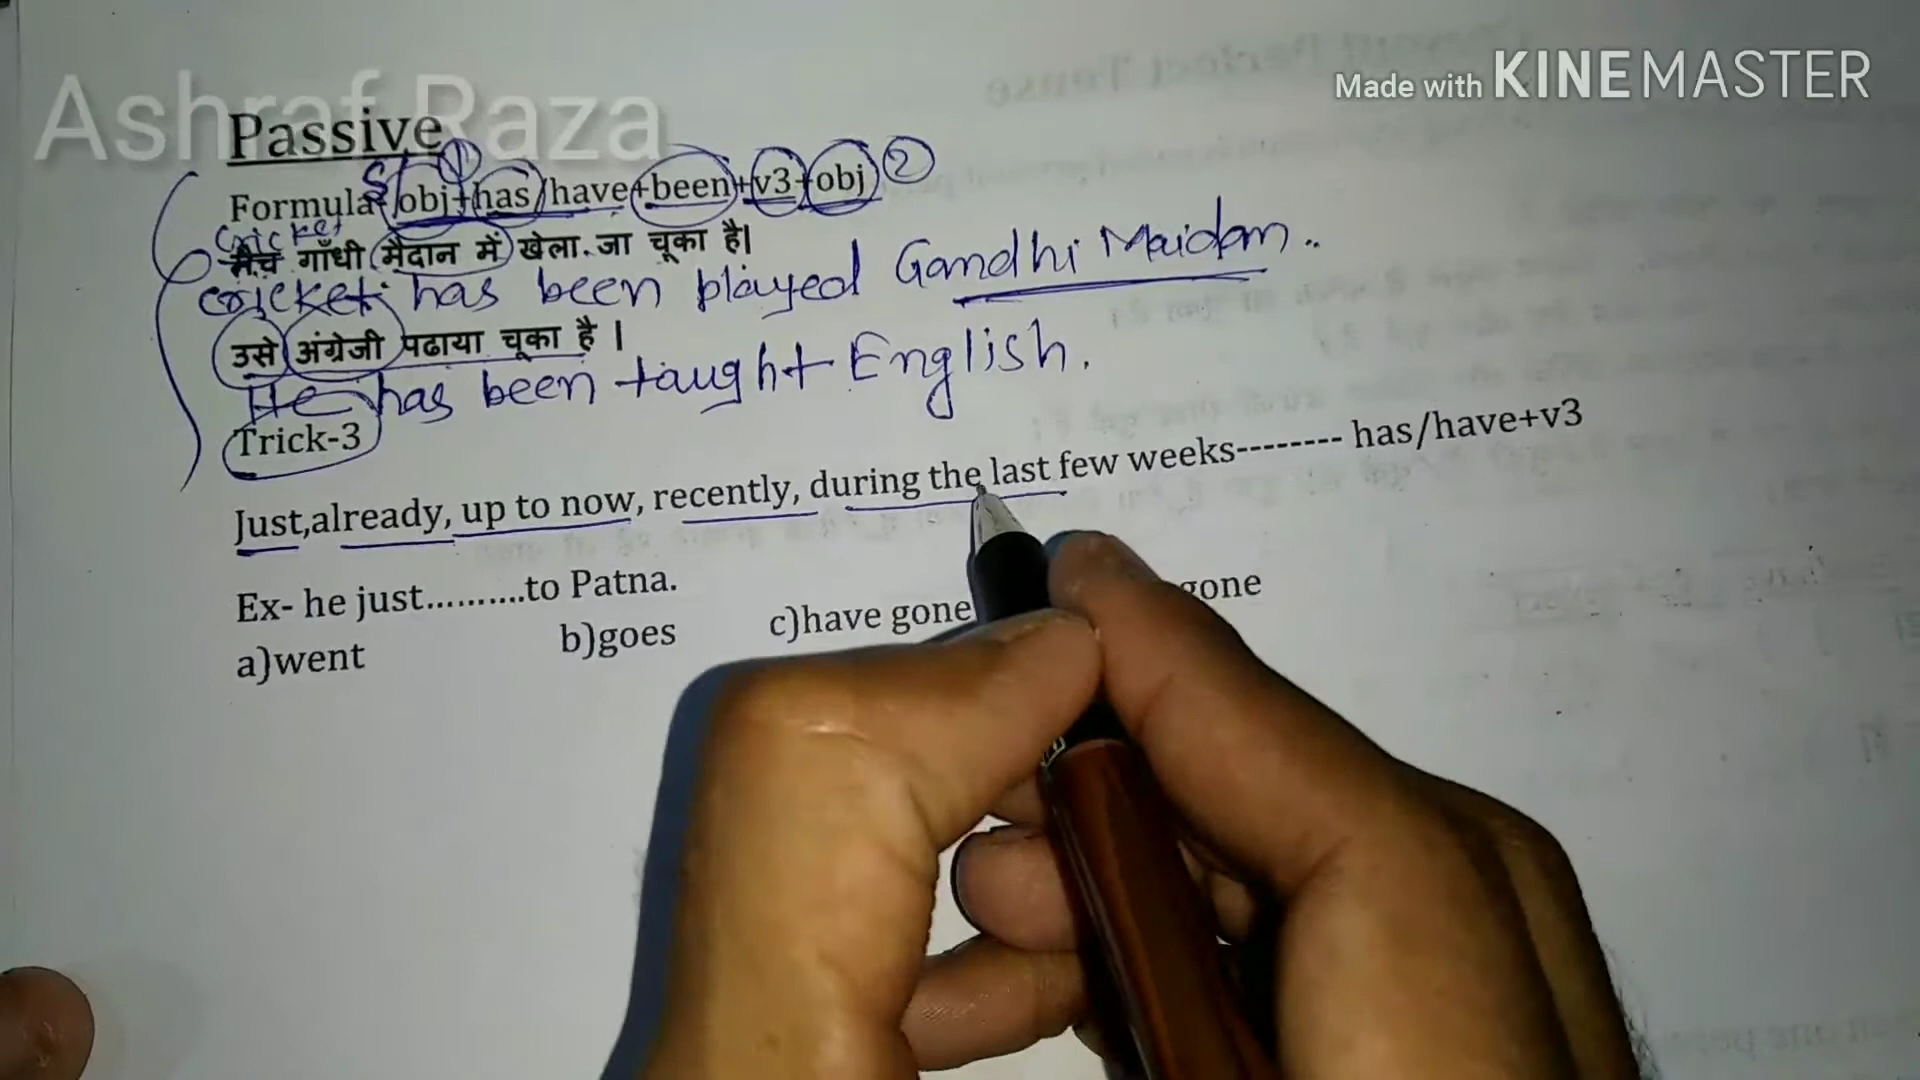 Ashraf Raza
Made with KINEMASTER
Passive
S 1 2
Formula- obj+has/have+been+v3+obj
Cricket
मैच गाँधी मैदान में खेला जा चूका है।
cricket has been played Gandhi Maidan..
उसे अंग्रेजी पढाया चूका है ।
He has been taught English.
Trick-3
Just,already, up to now, recently, during the last few weeks-------- has/have+v3
Ex- he just..........to Patna.
a)went b)goes c)have gone gone